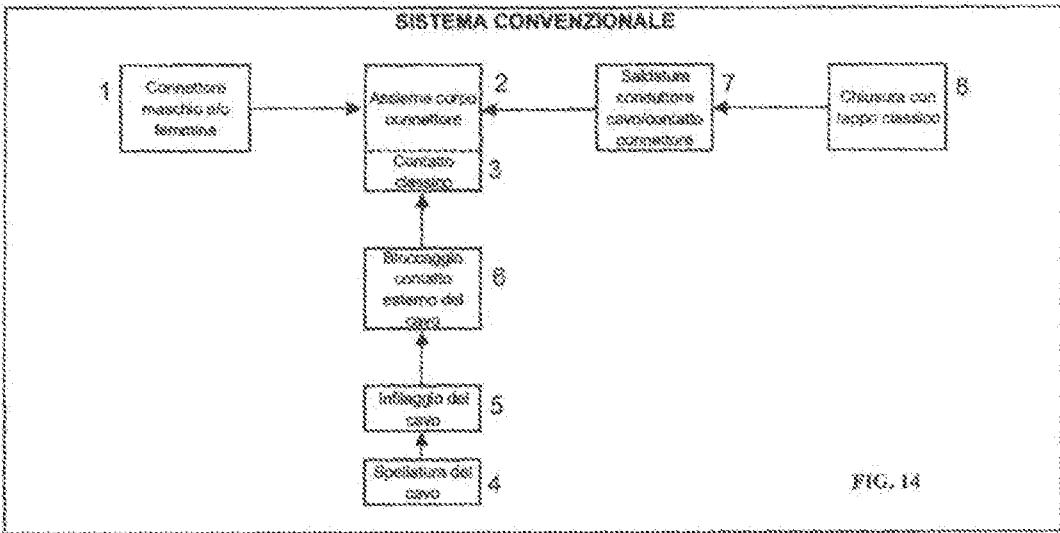 SISTEMA CONVENZIONALE
1
Connettore
maschio e/o
femmina
2
Assieme corpo
connettore
3
Contatto
classico
7
Saldatura
conduttore
cavo/contatto
connettore
8
Chiusura con
tappo classico
6
Bloccaggio
contatto
esterno del
cavo
5
Infilaggio del
cavo
4
Spellatura del
cavo
FIG. 14